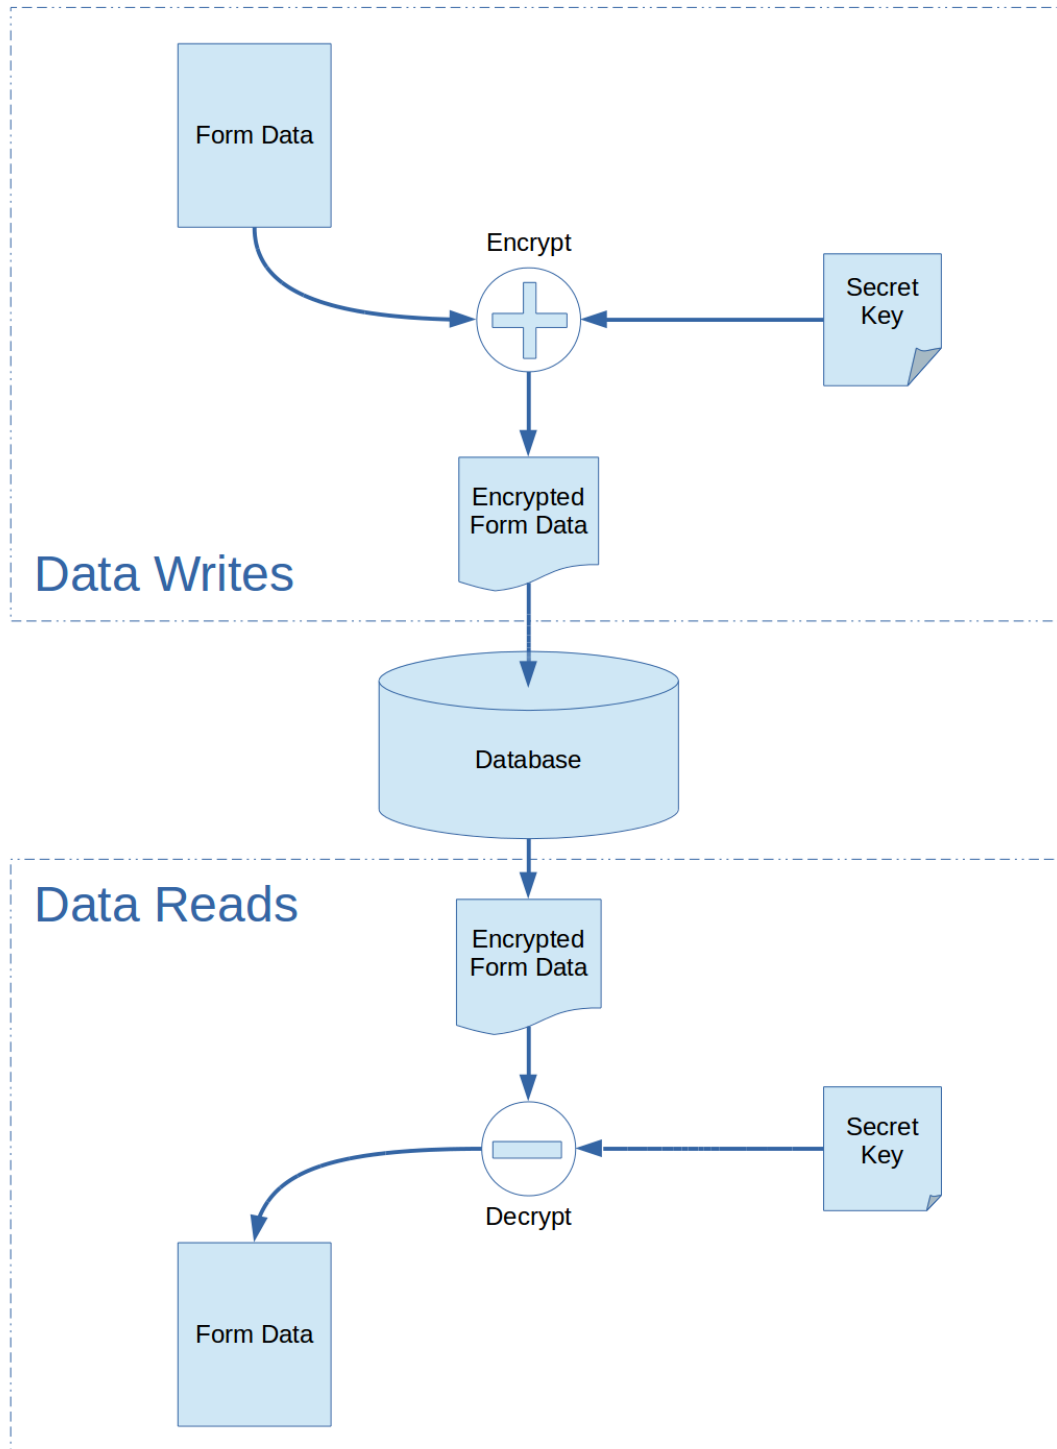 Form Data
Encrypt
Secret
Key
Encrypted
Form Data
Data Writes
Database
Data Reads
Encrypted
Form Data
Secret
Key
Decrypt
Form Data